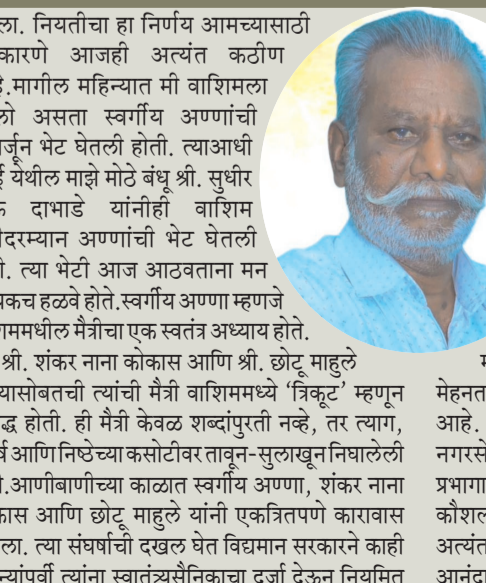 ला. नियतीचा हा निर्णय आमच्यासाठी
कारणे आजही अत्यंत कठीण
हे.मागील महिन्यात मी वाशिमला
लो असता स्वर्गीय अण्णांची
र्जून भेट घेतली होती. त्याआधी
ई येथील माझे मोठे बंधू श्री. सुधीर
दाभाडे यांनीही वाशिम
ीदरम्यान अण्णांची भेट घेतली
ी. त्या भेटी आज आठवताना मन
यकच हळवे होते.स्वर्गीय अण्णा म्हणजे
शिममधील मैत्रीचा एक स्वतंत्र अध्याय होते.
श्री. शंकर नाना कोकास आणि श्री. छोटू माहुले
यासोबतची त्यांची मैत्री वाशिममध्ये ‘त्रिकूट’ म्हणून
द्ध होती. ही मैत्री केवळ शब्दांपुरती नव्हे, तर त्याग,
र्ष आणि निष्ठेच्या कसोटीवर तावून-सुलाखून निघालेली
ी.आणीबाणीच्या काळात स्वर्गीय अण्णा, शंकर नाना
कास आणि छोटू माहुले यांनी एकत्रितपणे कारावास
ला. त्या संघर्षाची दखल घेत विद्यमान सरकारने काही
न्यांपूर्वी त्यांना स्वातंत्र्यसैनिकाचा दर्जा देऊन नियमित
म
मेहनत
आहे.
नगरसे
प्रभागा
कौशल
अत्यंत
आनंदा